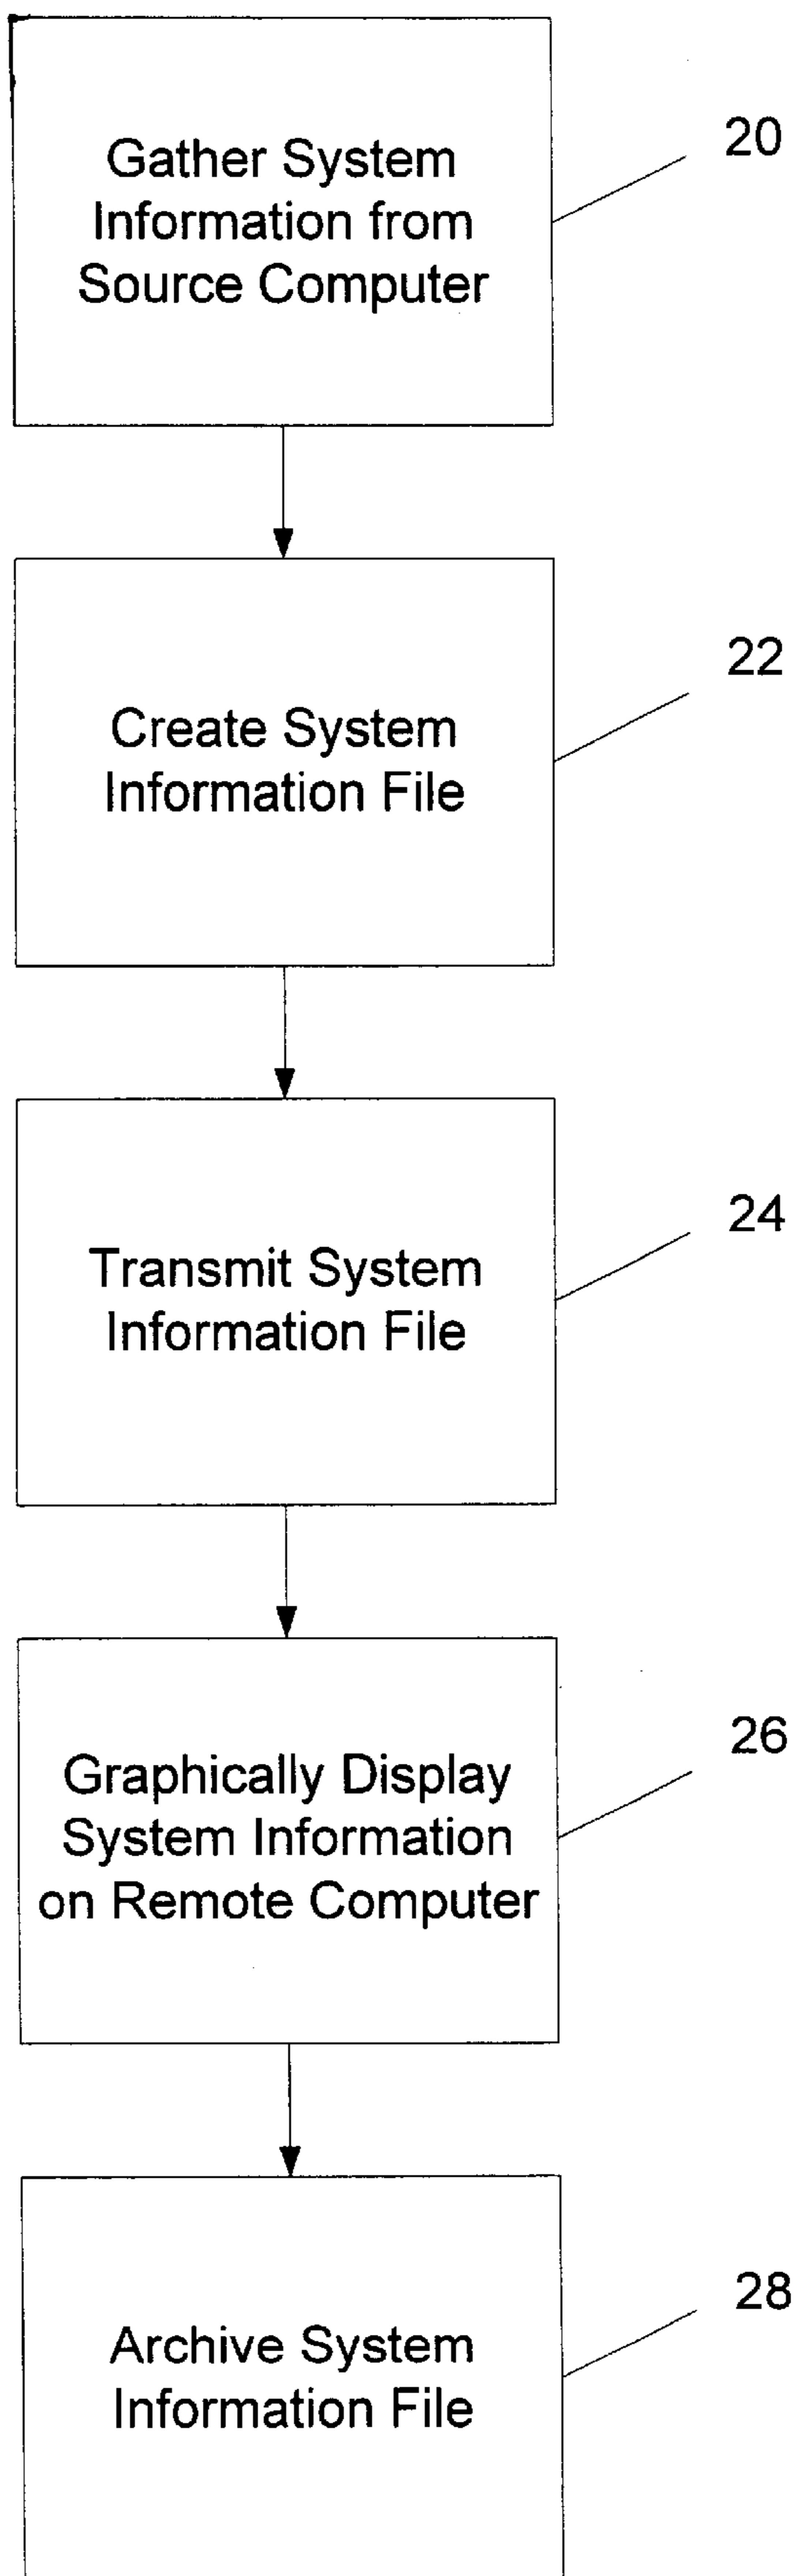 Gather System
Information from
Source Computer
20
Create System
Information File
22
Transmit System
Information File
24
Graphically Display
System Information
on Remote Computer
26
Archive System
Information File
28